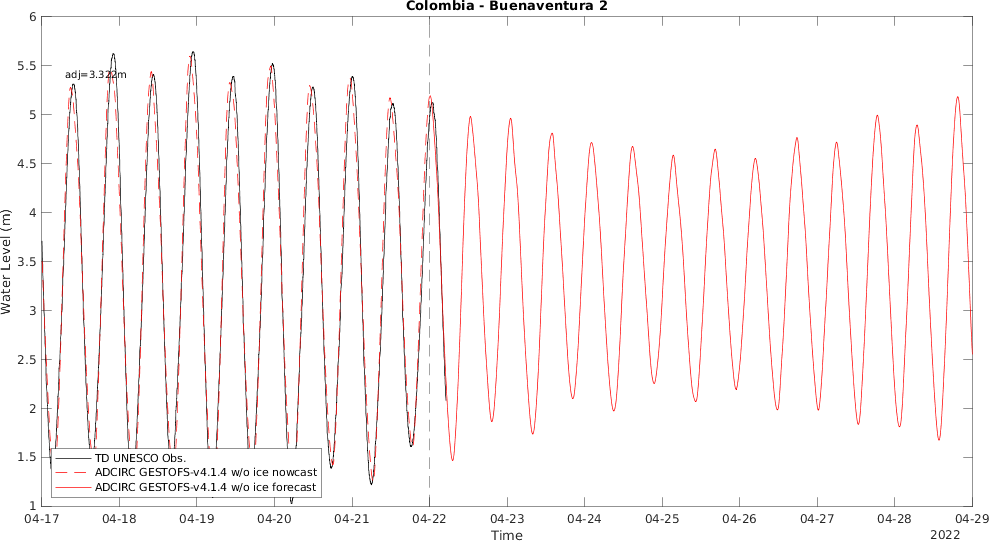 Colombia - Buenaventura 2
6
5.5
5
4.5
4
3.5
3
2.5
2
1.5
1
Water Level (m)
adj=3.322m
TD UNESCO Obs.
ADCIRC GESTOFS-v4.1.4 w/o ice nowcast
ADCIRC GESTOFS-v4.1.4 w/o ice forecast
04-17 04-18 04-19 04-20 04-21 04-22 04-23 04-24 04-25 04-26 04-27 04-28 04-29
Time
2022